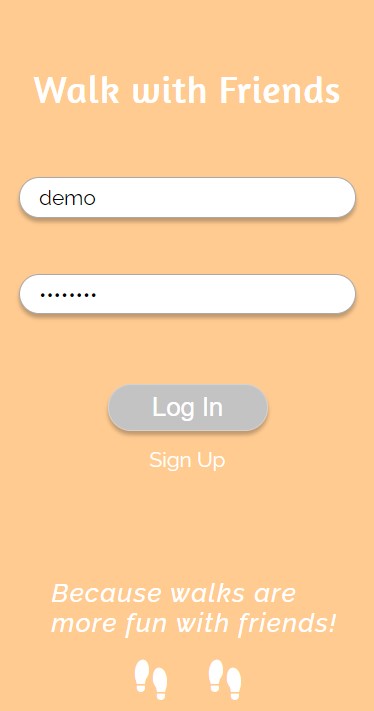 Walk with Friends
demo
••••••••
Log In
Sign Up
Because walks are
more fun with friends!